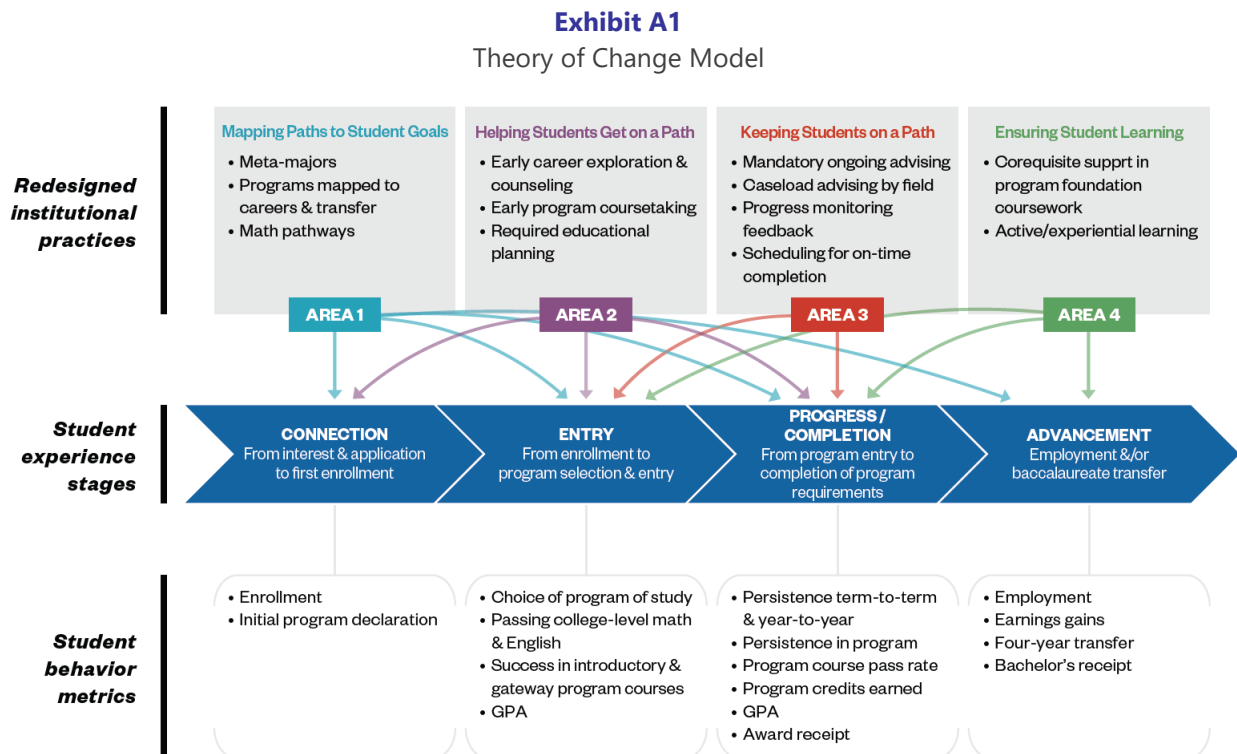 Exhibit A1
Theory of Change Model
Redesigned
institutional
practices
Mapping Paths to Student Goals
• Meta-majors
• Programs mapped to
careers & transfer
• Math pathways
AREA 1
Helping Students Get on a Path
• Early career exploration &
counseling
• Early program coursetaking
• Required educational
planning
AREA 2
Keeping Students on a Path
• Mandatory ongoing advising
• Caseload advising by field
• Progress monitoring
feedback
• Scheduling for on-time
completion
AREA 3
Ensuring Student Learning
• Corequisite supprt in
program foundation
coursework
• Active/experiential learning
AREA 4
Student
experience
stages
CONNECTION
From interest & application
to first enrollment
ENTRY
From enrollment to
program selection & entry
PROGRESS /
COMPLETION
From program entry to
completion of program
requirements
ADVANCEMENT
Employment &/or
baccalaureate transfer
Student
behavior
metrics
• Enrollment
• Initial program declaration
• Choice of program of study
• Passing college-level math
& English
• Success in introductory &
gateway program courses
• GPA
• Persistence term-to-term
& year-to-year
• Persistence in program
• Program course pass rate
• Program credits earned
• GPA
• Award receipt
• Employment
• Earnings gains
• Four-year transfer
• Bachelor's receipt